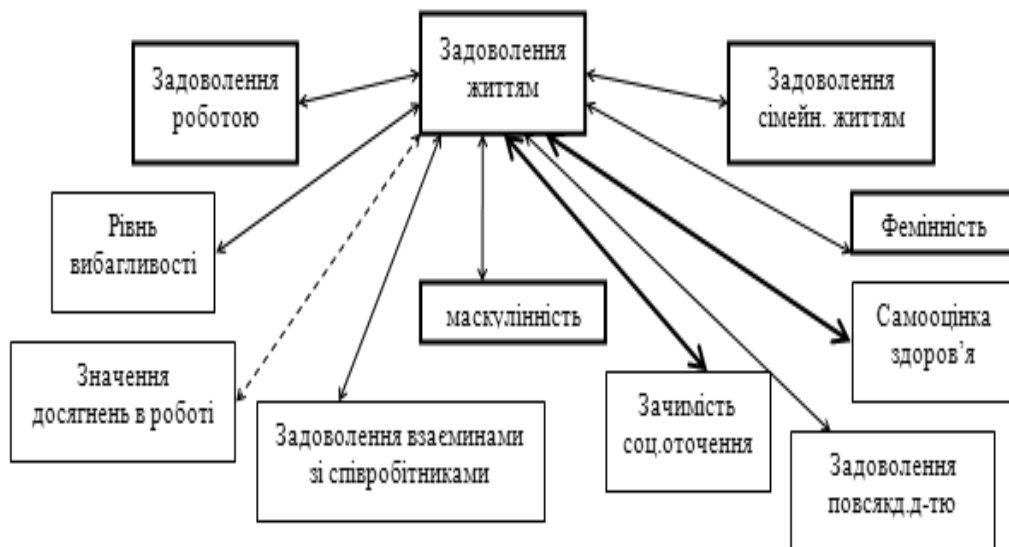 Задоволення
життям
Задоволення
роботою
Задоволення
сімейн. життям
Рівнь
вибагливості
Фемінність
маскулінність
Самооцінка
здоров’я
Значення
досягнень в роботі
Задоволення взаєминами
зі співробітниками
Зачимість
соц.оточення
Задоволення
повсякд.д-тю